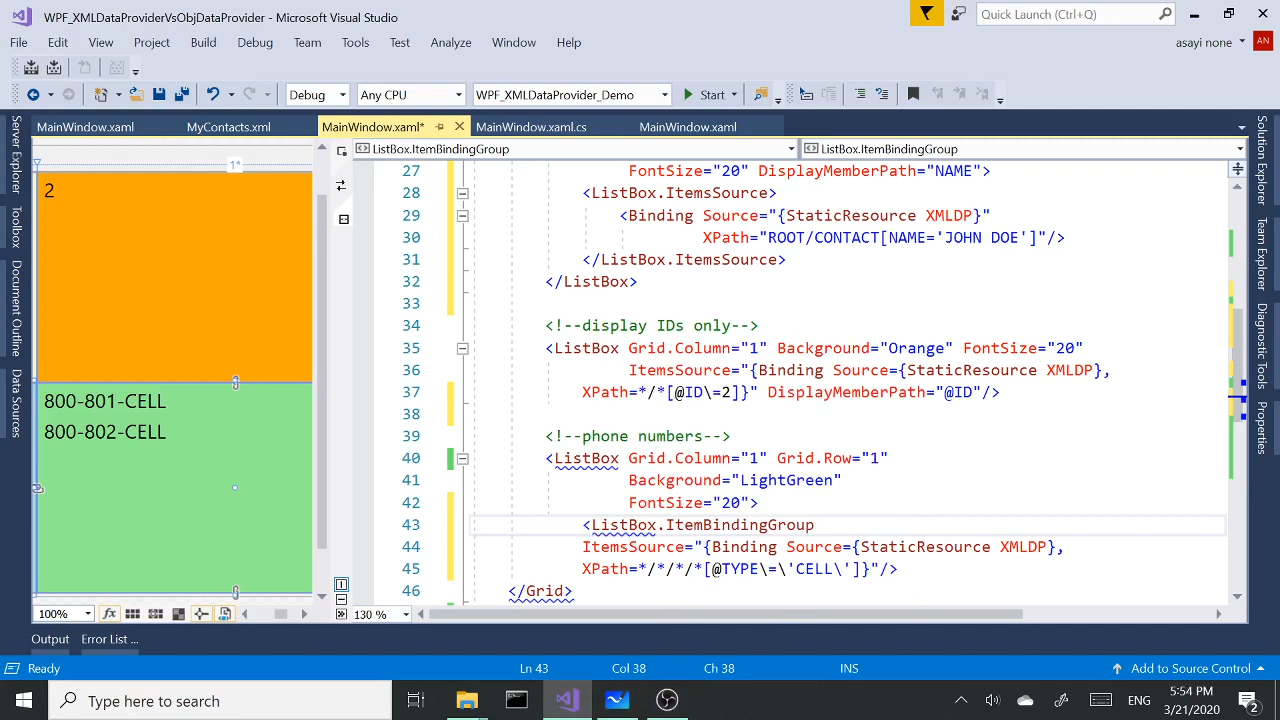 WPF_XMLDataProviderVsObjDataProvider - Microsoft Visual Studio
Quick Launch (Ctrl+Q)
File Edit View Project Build Debug Team Tools Test Analyze Window Help
asayi none AN
Debug Any CPU WPF_XMLDataProvider_Demo Start
MainWindow.xaml MyContacts.xml MainWindow.xaml* MainWindow.xaml.cs MainWindow.xaml
ListBox.ItemBindingGroup ListBox.ItemBindingGroup
Server Explorer
Toolbox
Document Outline
Data Sources
1*
2
800-801-CELL
800-802-CELL
27 FontSize="20" DisplayMemberPath="NAME">
28 <ListBox.ItemsSource>
29 <Binding Source="{StaticResource XMLDP}"
30 XPath="ROOT/CONTACT[NAME='JOHN DOE']"/>
31 </ListBox.ItemsSource>
32 </ListBox>
33
34 <!--display IDs only-->
35 <ListBox Grid.Column="1" Background="Orange" FontSize="20"
36 ItemsSource="{Binding Source={StaticResource XMLDP},
37 XPath=*/*[@ID\=2]}" DisplayMemberPath="@ID"/>
38
39 <!--phone numbers-->
40 <ListBox Grid.Column="1" Grid.Row="1"
41 Background="LightGreen"
42 FontSize="20">
43 <ListBox.ItemBindingGroup
44 ItemsSource="{Binding Source={StaticResource XMLDP},
45 XPath=*/*/*/*[@TYPE\=\'CELL\']}"/>
46 </Grid>
Solution Explorer
Team Explorer
Diagnostic Tools
Properties
100% fx 130 %
Output Error List ...
Ready Ln 43 Col 38 Ch 38 INS Add to Source Control
Type here to search
ENG
5:54 PM
3/21/2020
2